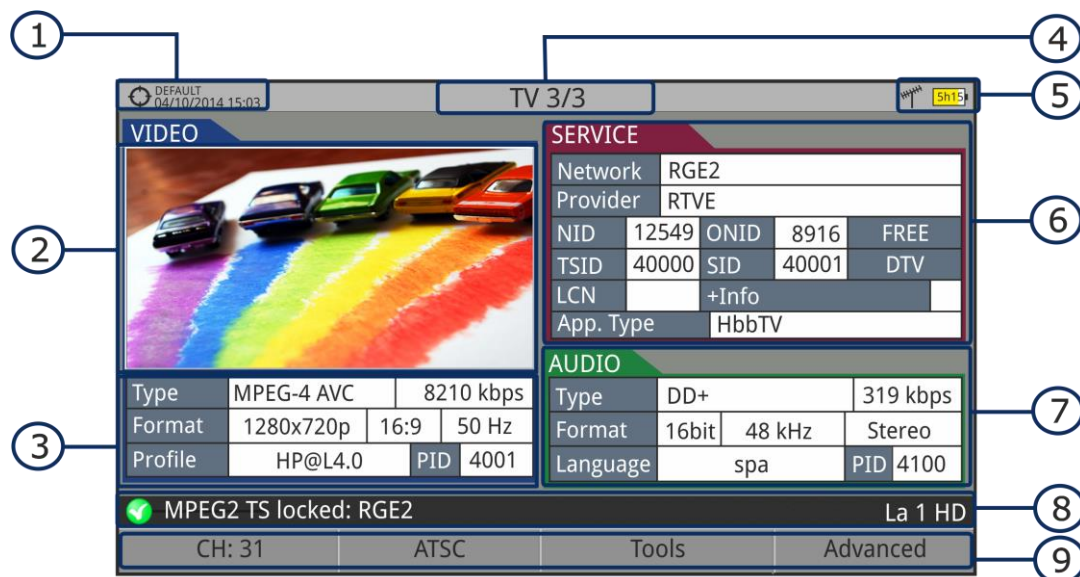 1
4
DEFAULT
04/10/2014 15:03
TV 3/3
5h15
5
VIDEO
2
Type MPEG-4 AVC 8210 kbps
Format 1280x720p 16:9 50 Hz
Profile HP@L4.0 PID 4001
3
SERVICE
Network RGE2
Provider RTVE
NID 12549 ONID 8916 FREE
TSID 40000 SID 40001 DTV
LCN +Info
App. Type HbbTV
6
AUDIO
Type DD+ 319 kbps
Format 16bit 48 kHz Stereo
Language spa PID 4100
7
MPEG2 TS locked: RGE2 La 1 HD
8
CH: 31 ATSC Tools Advanced
9